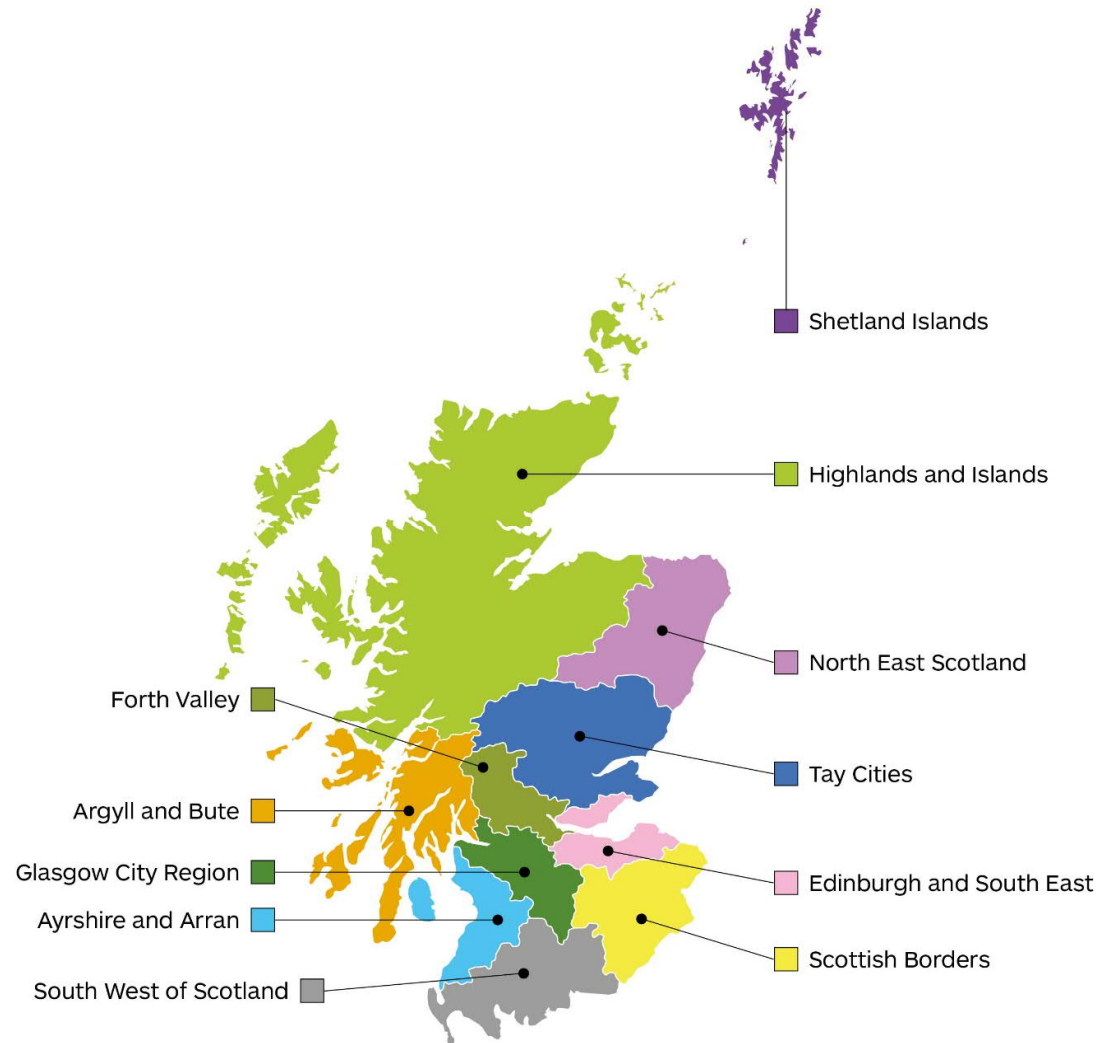 Shetland Islands
Highlands and Islands
North East Scotland
Forth Valley
Tay Cities
Argyll and Bute
Glasgow City Region
Edinburgh and South East
Ayrshire and Arran
Scottish Borders
South West of Scotland